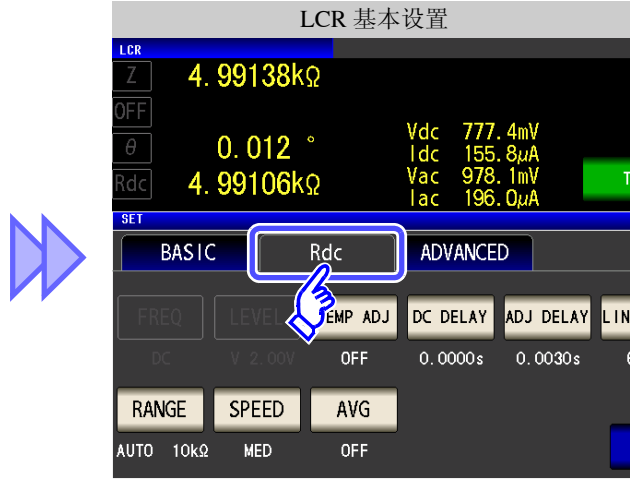 LCR 基本设置
LCR
Z 4.99138kΩ
OFF
θ 0.012 °
Rdc 4.99106kΩ
Vdc 777.4mV
Idc 155.8µA
Vac 978.1mV
Iac 196.0µA
T
SET
BASIC Rdc ADVANCED
FREQ LEVEL EMP ADJ DC DELAY ADJ DELAY LIN
DC V 2.00V OFF 0.0000s 0.0030s
RANGE SPEED AVG
AUTO 10kΩ MED OFF